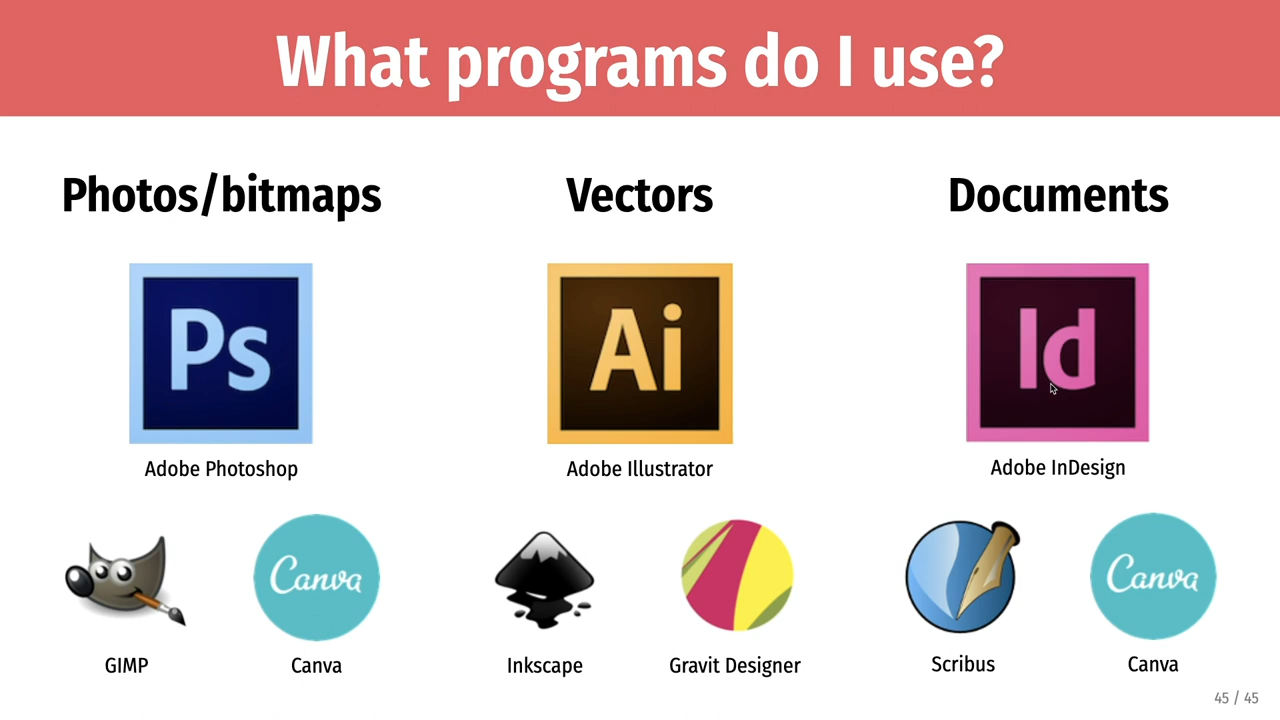 What programs do I use?
Photos/bitmaps
Ps
Adobe Photoshop
GIMP
Canva
Canva
Vectors
Ai
Adobe Illustrator
Inkscape
Gravit Designer
Documents
Id
Adobe InDesign
Scribus
Canva
Canva
45 / 45